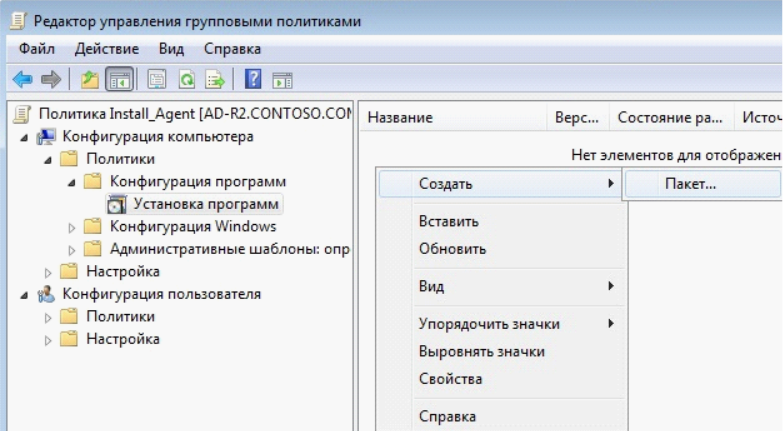 Редактор управления групповыми политиками
Файл Действие Вид Справка
Политика Install_Agent [AD-R2.CONTOSO.COM
Конфигурация компьютера
Политики
Конфигурация программ
Установка программ
Конфигурация Windows
Административные шаблоны: опр
Настройка
Конфигурация пользователя
Политики
Настройка
Название Верс... Состояние ра... Источ
Нет элементов для отображен
Создать
Пакет...
Вставить
Обновить
Вид
Упорядочить значки
Выровнять значки
Свойства
Справка